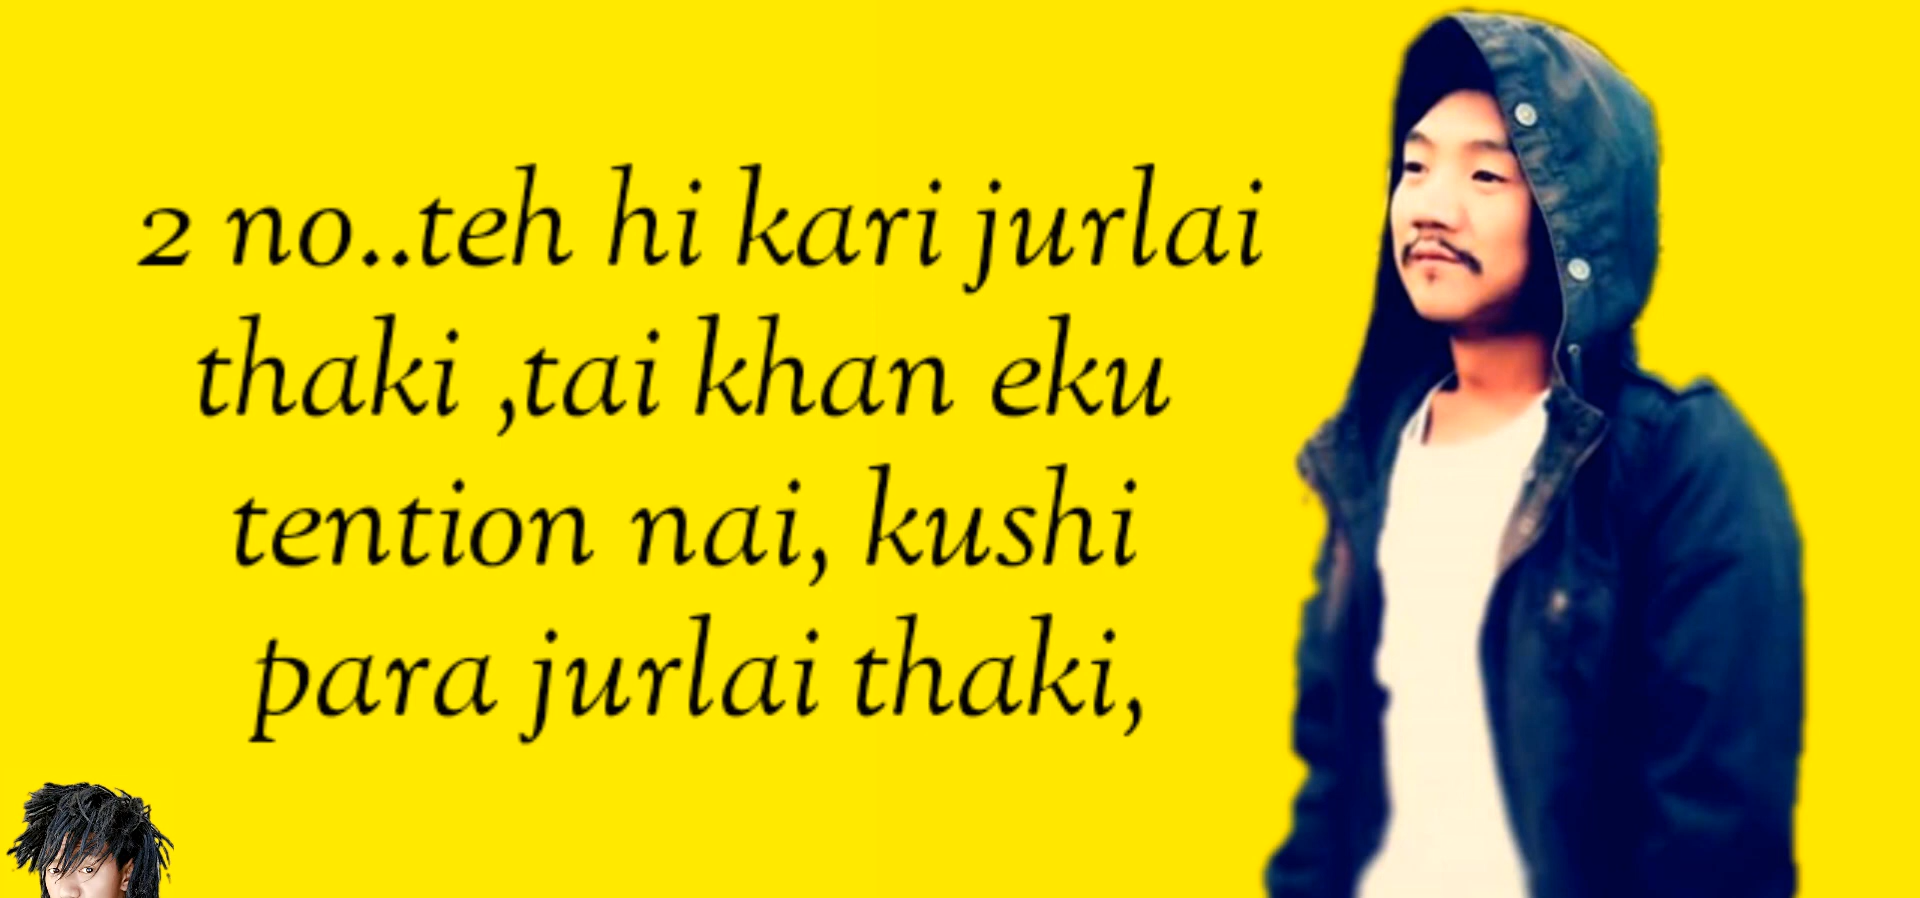 2 no..teh hi kari jurlai
thaki ,tai khan eku
tention nai, kushi
para jurlai thaki,